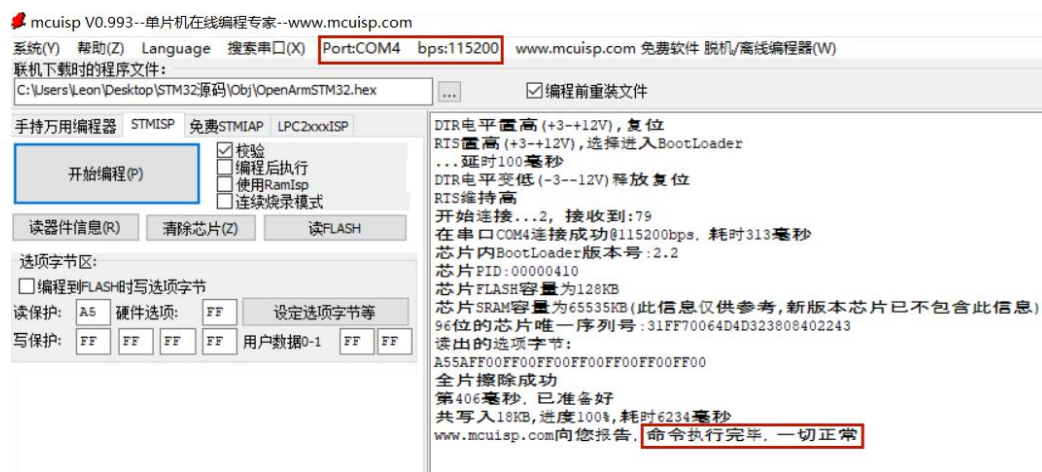 mcuisp V0.993--单片机在线编程专家--www.mcuisp.com
系统(Y) 帮助(Z) Language 搜索串口(X) Port:COM4 bps:115200 www.mcuisp.com 免费软件 脱机/离线编程器(W)
联机下载时的程序文件:
C:\Users\Leon\Desktop\STM32源码\Obj\OpenArmSTM32.hex ... 编程前重装文件
手持万用编程器 STMISP 免费STMIAP LPC2xxxISP
开始编程(P)
校验
编程后执行
使用RamIsp
连续烧录模式
读器件信息(R) 清除芯片(Z) 读FLASH
选项字节区:
编程到FLASH时写选项字节
读保护: A5 硬件选项: FF 设定选项字节等
写保护: FF FF FF FF 用户数据0-1 FF FF
DTR电平置高(+3-+12V),复位
RTS置高(+3-+12V),选择进入BootLoader
...延时100毫秒
DTR电平变低(-3--12V)释放复位
RTS维持高
开始连接...2, 接收到:79
在串口COM4连接成功@115200bps, 耗时313毫秒
芯片内BootLoader版本号:2.2
芯片PID:00000410
芯片FLASH容量为128KB
芯片SRAM容量为65535KB(此信息仅供参考,新版本芯片已不包含此信息)
96位的芯片唯一序列号:31FF70064D4D323808402243
读出的选项字节:
A55AFF00FF00FF00FF00FF00FF00FF00
全片擦除成功
第406毫秒, 已准备好
共写入18KB,进度100%,耗时6234毫秒
www.mcuisp.com向您报告, 命令执行完毕, 一切正常